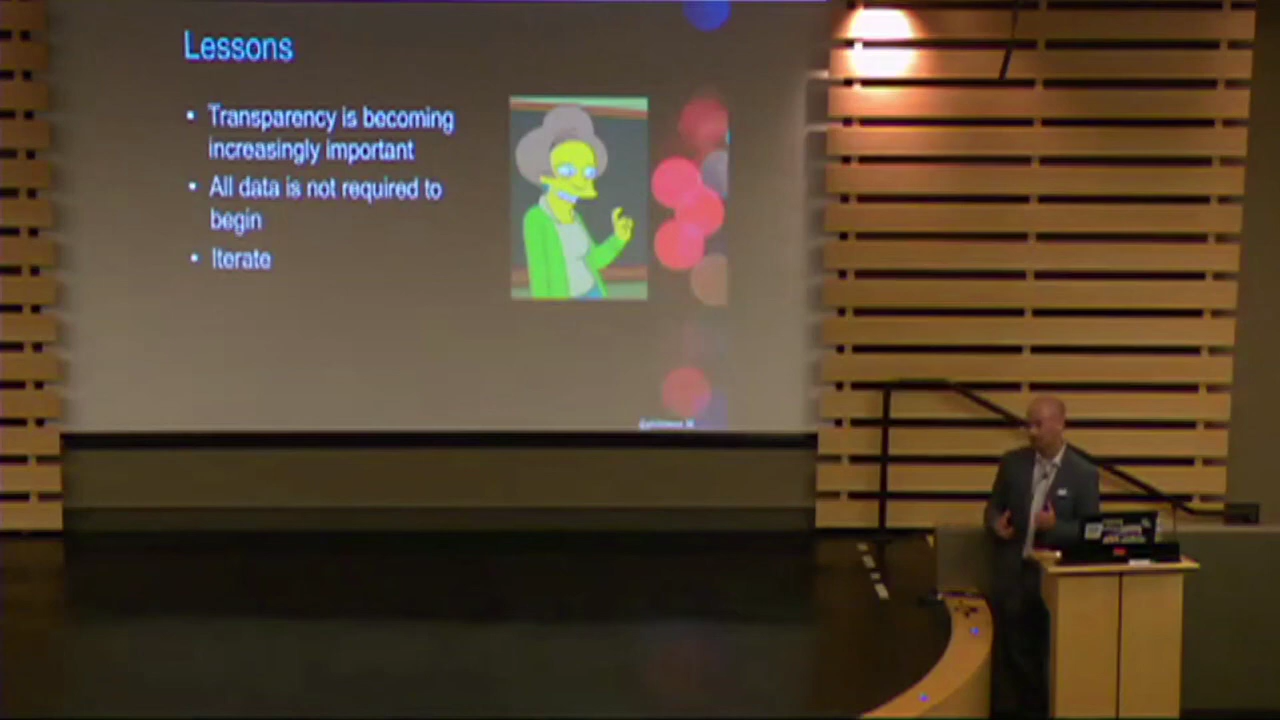 Lessons
• Transparency is becoming
increasingly important
• All data is not required to
begin
• Iterate